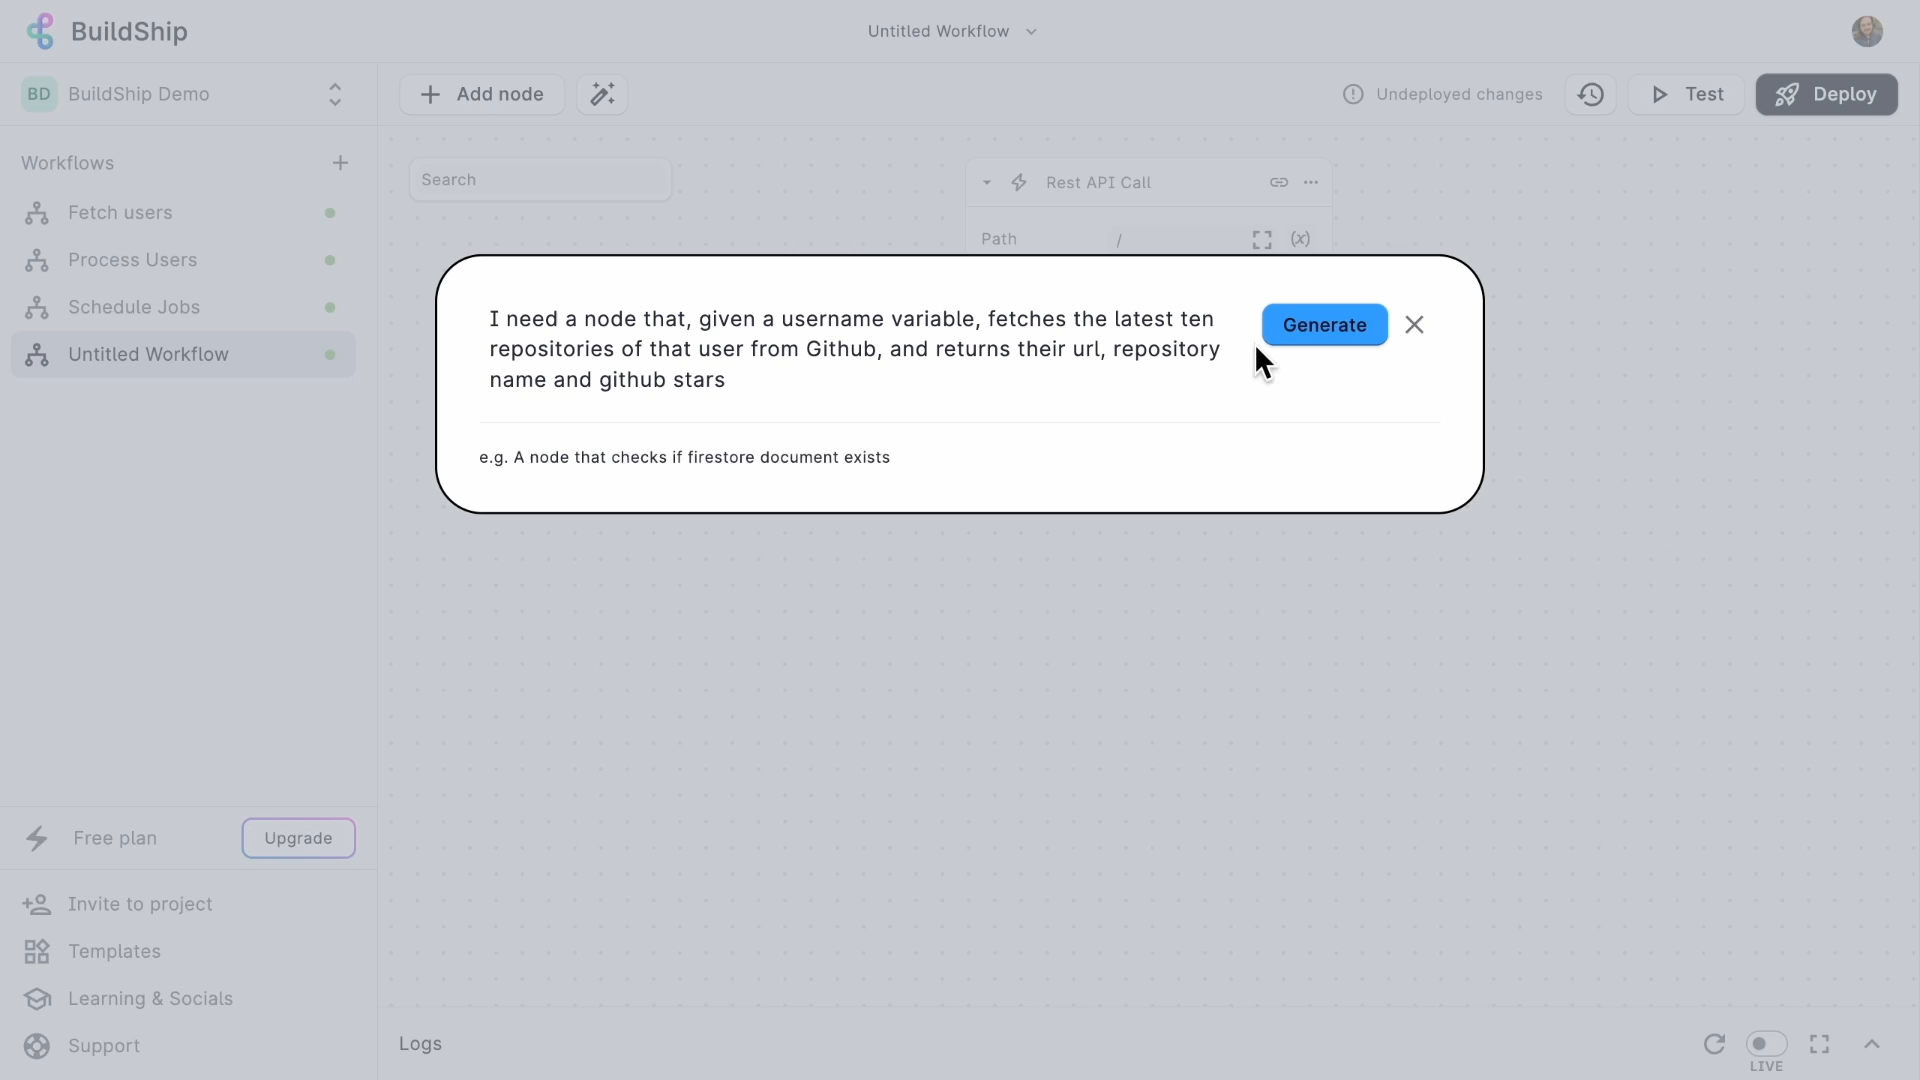 BuildShip
Untitled Workflow
BD BuildShip Demo
Add node
Undeployed changes
Test
Deploy
Workflows
Fetch users
Process Users
Schedule Jobs
Untitled Workflow
Search
Rest API Call
Path / (x)
I need a node that, given a username variable, fetches the latest ten
repositories of that user from Github, and returns their url, repository
name and github stars
Generate
e.g. A node that checks if firestore document exists
Free plan
Upgrade
Invite to project
Templates
Learning & Socials
Support
Logs
LIVE